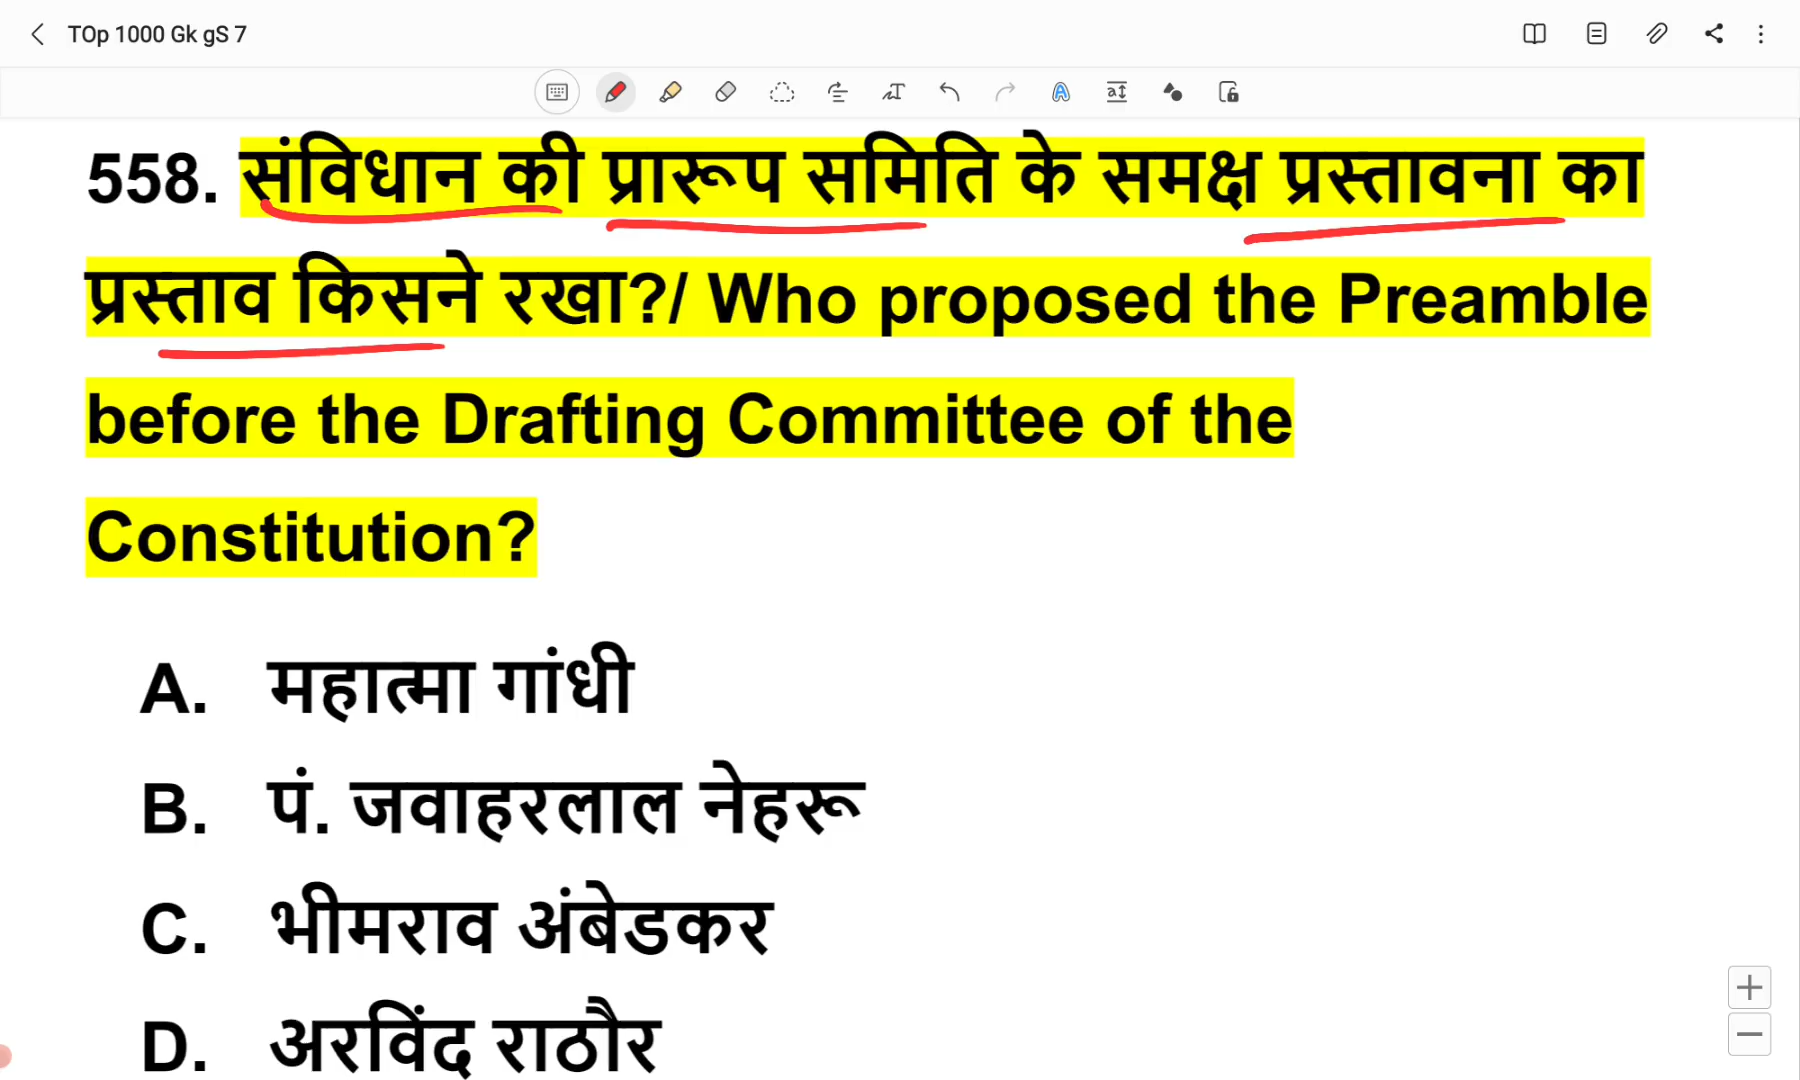 TOp 1000 Gk gS 7
558. संविधान की प्रारूप समिति के समक्ष प्रस्तावना का
प्रस्ताव किसने रखा?/ Who proposed the Preamble
before the Drafting Committee of the
Constitution?
A. महात्मा गांधी
B. पं. जवाहरलाल नेहरू
C. भीमराव अंबेडकर
D. अरविंद राठौर